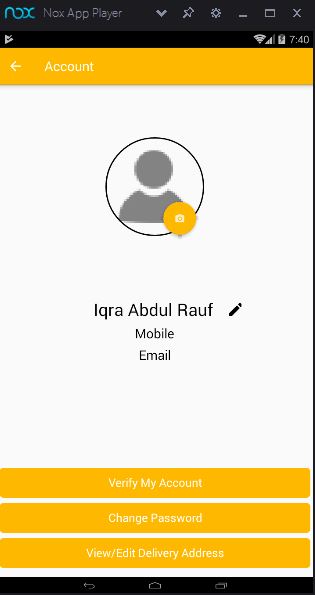 nox Nox App Player
7:40
Account
Iqra Abdul Rauf
Mobile
Email
Verify My Account
Change Password
View/Edit Delivery Address